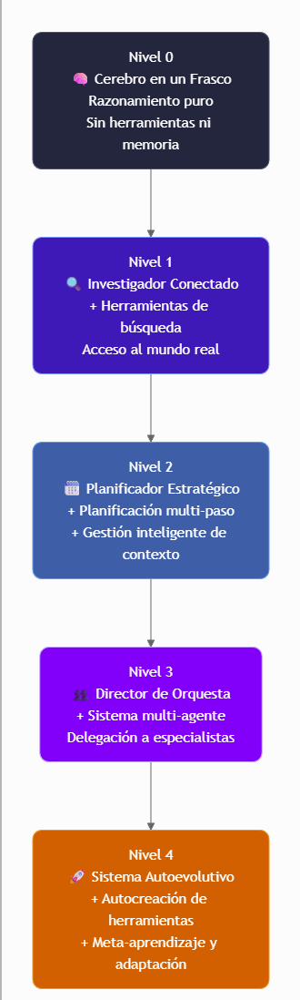 Nivel 0
🧠 Cerebro en un Frasco
Razonamiento puro
Sin herramientas ni
memoria
Nivel 1
🔍 Investigador Conectado
+ Herramientas de
búsqueda
Acceso al mundo real
Nivel 2
🗓️ Planificador Estratégico
+ Planificación multi-paso
+ Gestión inteligente de
contexto
Nivel 3
👥 Director de Orquesta
+ Sistema multi-agente
Delegación a especialistas
Nivel 4
🚀 Sistema Autoevolutivo
+ Autocreación de
herramientas
+ Meta-aprendizaje y
adaptación